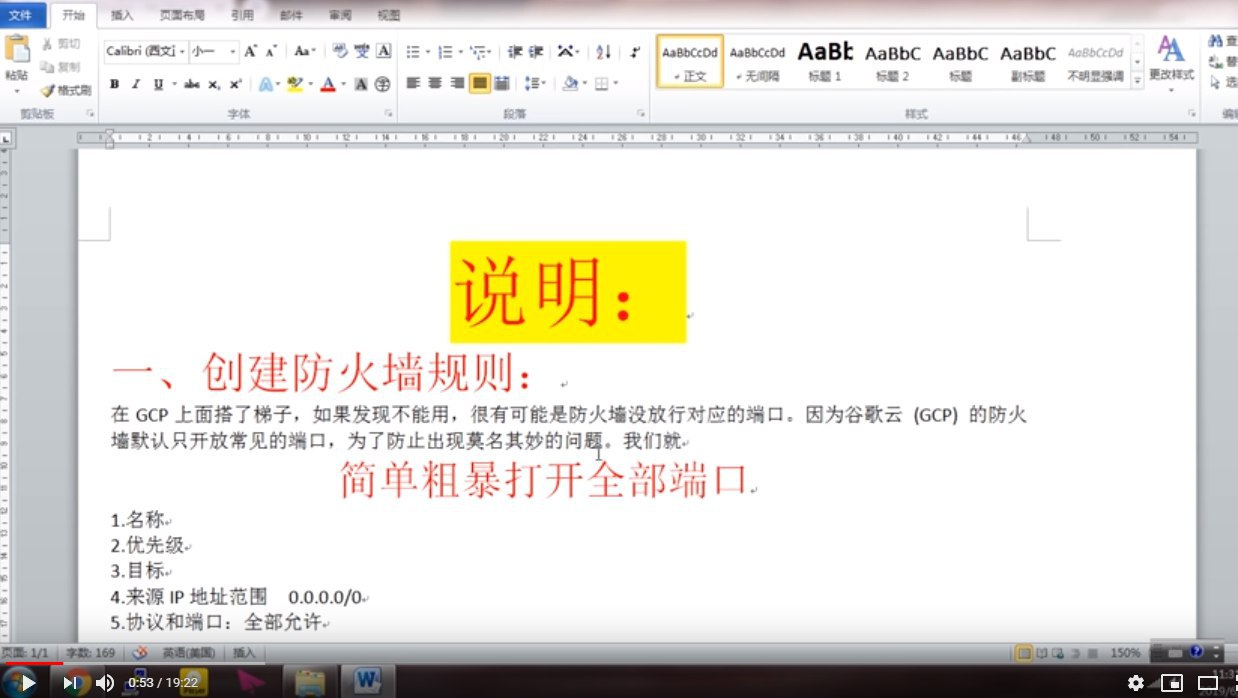 文件 开始 插入 页面布局 引用 邮件 审阅 视图
粘贴 剪切 复制 格式刷
Calibri (西文) 小一
AaBbCcDd AaBbCcDd AaBb AaBbC AaBbC AaBbC AaBbCcDd
正文 无间隔 标题 1 标题 2 标题 副标题 不明显强调 更改样式
剪贴板 字体 段落 样式
说明：
一、创建防火墙规则：
在 GCP 上面搭了梯子，如果发现不能用，很有可能是防火墙没放行对应的端口。因为谷歌云 (GCP) 的防火
墙默认只开放常见的端口，为了防止出现莫名其妙的问题。我们就
简单粗暴打开全部端口
1.名称
2.优先级
3.目标
4.来源 IP 地址范围 0.0.0.0/0
5.协议和端口：全部允许
页面: 1/1 字数: 169 英语(美国) 插入 150%
0:53 / 19:22